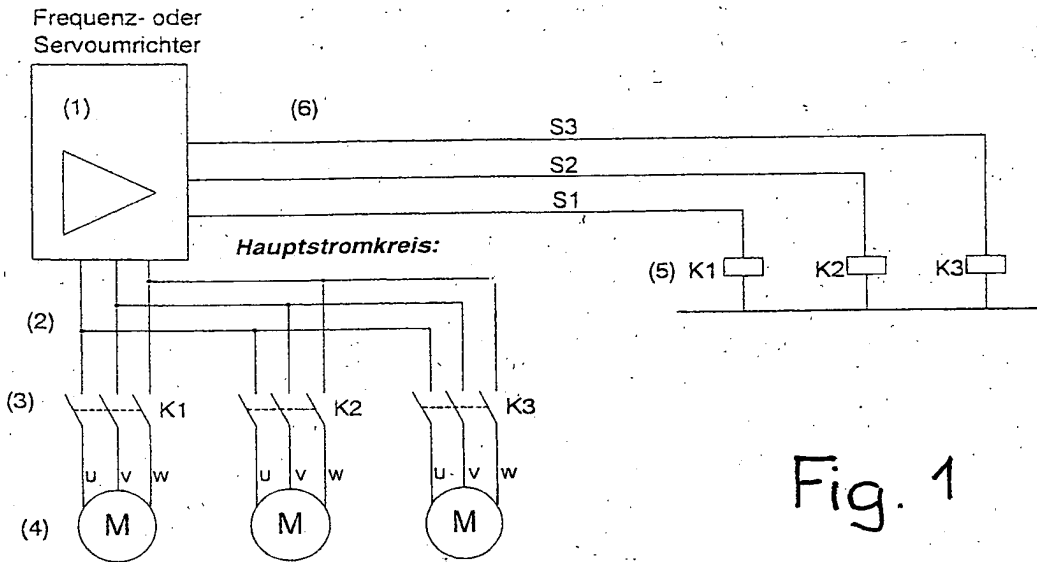 Frequenz- oder
Servoumrichter
(1)
(6)
S3
S2
S1
Hauptstromkreis:
(5) K1 K2 K3
(2)
(3) K1 K2 K3
u v w u v w u v w
(4) M M M
Fig. 1